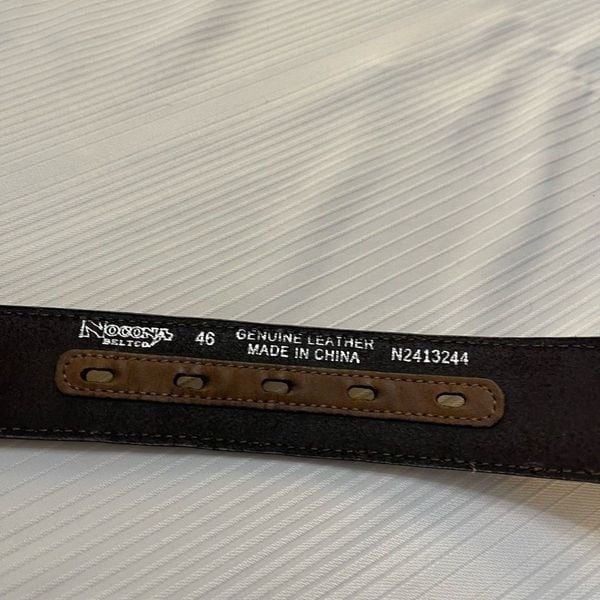 NOCONA
BELT CO
46
GENUINE LEATHER
MADE IN CHINA
N2413244